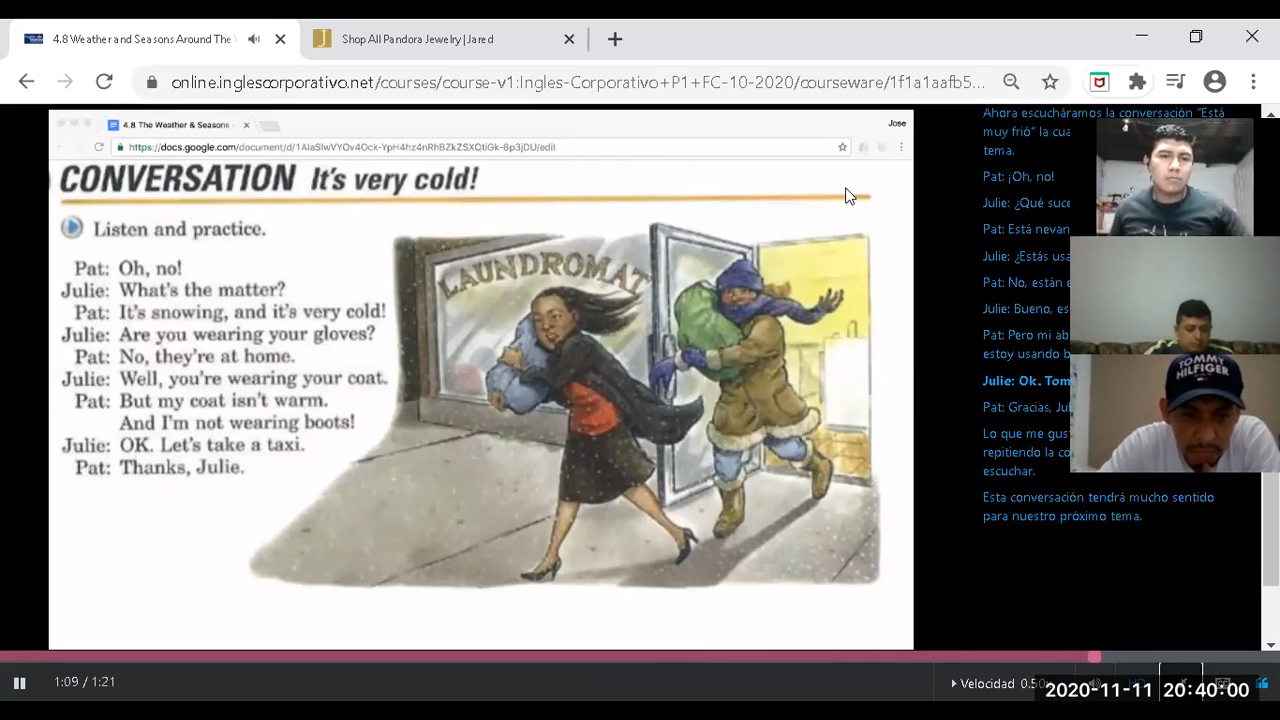 4.8 Weather and Seasons Around The
Shop All Pandora Jewelry | Jared
online.inglescorporativo.net/courses/course-v1:Ingles-Corporativo+P1+FC-10-2020/courseware/1f1a1aafb5...
4.8 The Weather & Seasons -
Jose
https://docs.google.com/document/d/1AlaSlwVYOv4Ock-YpH4hz4nRhBZkZSXQtiGk-8p3jDU/edit
CONVERSATION It's very cold!
Listen and practice.
Pat: Oh, no!
Julie: What's the matter?
Pat: It's snowing, and it's very cold!
Julie: Are you wearing your gloves?
Pat: No, they're at home.
Julie: Well, you're wearing your coat.
Pat: But my coat isn't warm.
And I'm not wearing boots!
Julie: OK. Let's take a taxi.
Pat: Thanks, Julie.
LAUNDROMAT
Ahora escucháramos la conversación “Está
muy frió” la cua
tema.
Pat: ¡Oh, no!
Julie: ¿Qué suce
Pat: Está nevan
Julie: ¿Estás usa
Pat: No, están e
Julie: Bueno, es
Pat: Pero mi ab
estoy usando b
Julie: Ok. Tom
Pat: Gracias, Jul
Lo que me gus
repitiendo la co
escuchar.
Esta conversación tendrá mucho sentido
para nuestro próximo tema.
TOMMY
HILFIGER
1:09 / 1:21
Velocidad 0.50x
HD
2020-11-11 20:40:00